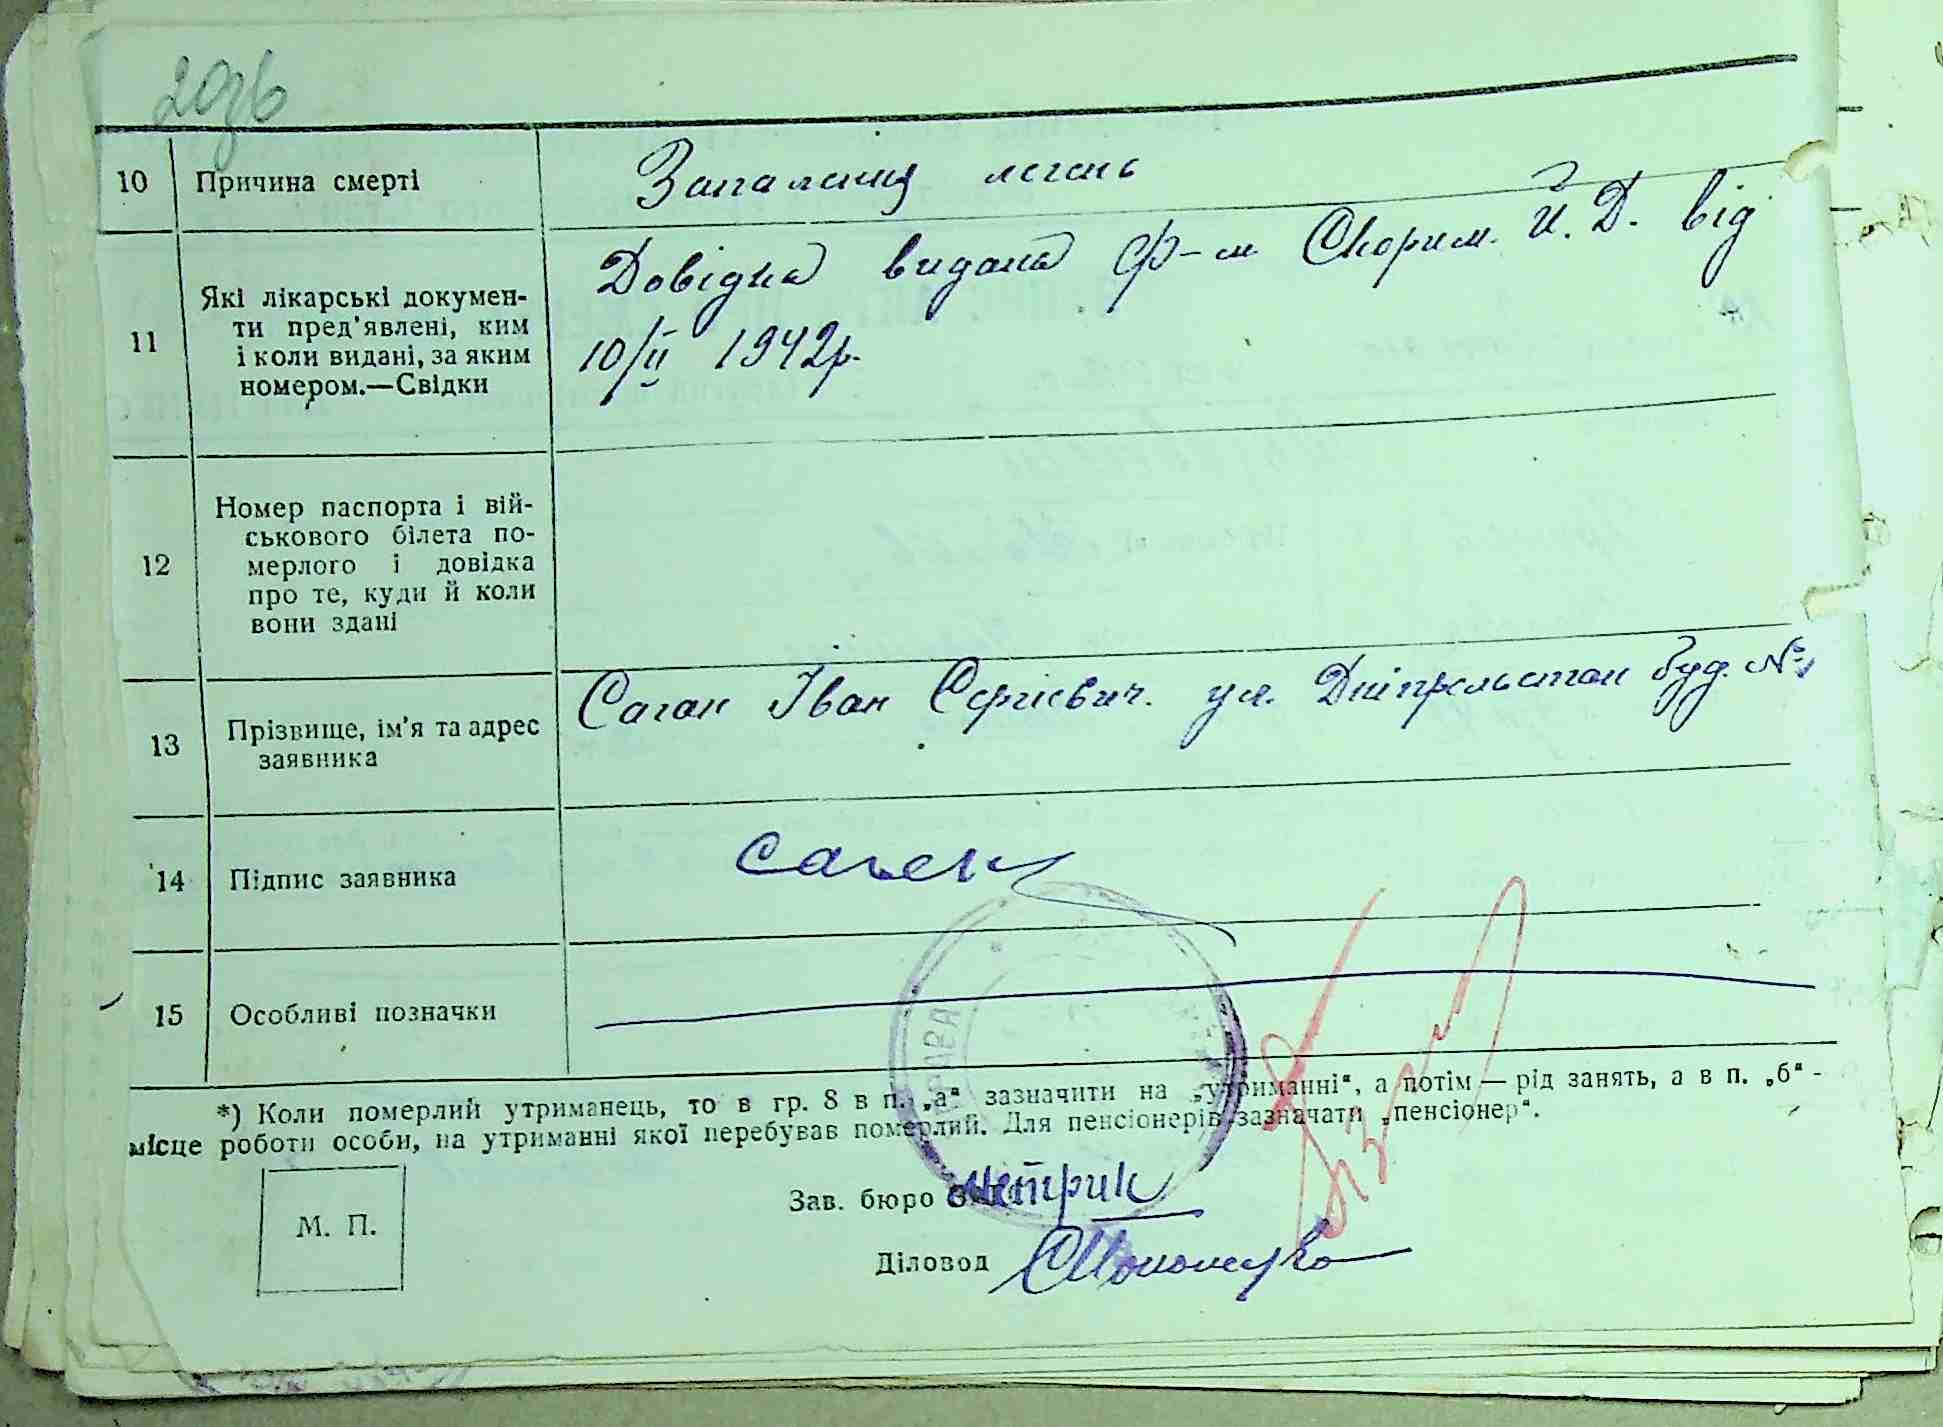 20зв
10 Причина смерті Запалення легень
11 Які лікарські докумен-
ти пред'явлені, ким
і коли видані, за яким
номером.—Свідки
Довідка видана ф-м Скорим. И. Д. від
10/II 1942р.
12 Номер паспорта і вій-
ськового білета по-
мерлого і довідка
про те, куди й коли
вони здані
13 Прізвище, ім'я та адрес
заявника
Саган Іван Сергієвич. ул. буд. №1
14 Підпис заявника Саган
15 Особливі позначки
*) Коли померлий утриманець, то в гр. 8 в п. „а“ зазначити на „утриманні“, а потім — рід занять, а в п. „б“ -
місце роботи особи, на утриманні якої перебував померлий. Для пенсіонерів зазначати „пенсіонер“.
М. П.
Зав. бюро метрик
Діловод